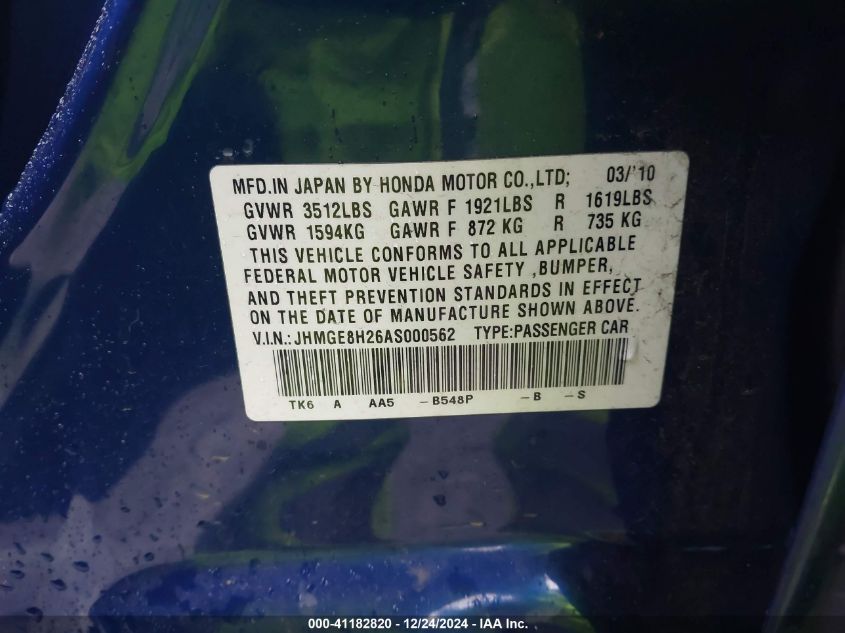 MFD.IN JAPAN BY HONDA MOTOR CO.,LTD; 03/'10
GVWR 3512LBS GAWR F 1921LBS R 1619LBS
GVWR 1594KG GAWR F 872 KG R 735 KG
THIS VEHICLE CONFORMS TO ALL APPLICABLE
FEDERAL MOTOR VEHICLE SAFETY ,BUMPER,
AND THEFT PREVENTION STANDARDS IN EFFECT
ON THE DATE OF MANUFACTURE SHOWN ABOVE.
V.I.N.: JHMGE8H26AS000562 TYPE:PASSENGER CAR
TK6 A AA5 -B548P -B -S
000-41182820 - 12/24/2024 - IAA Inc.